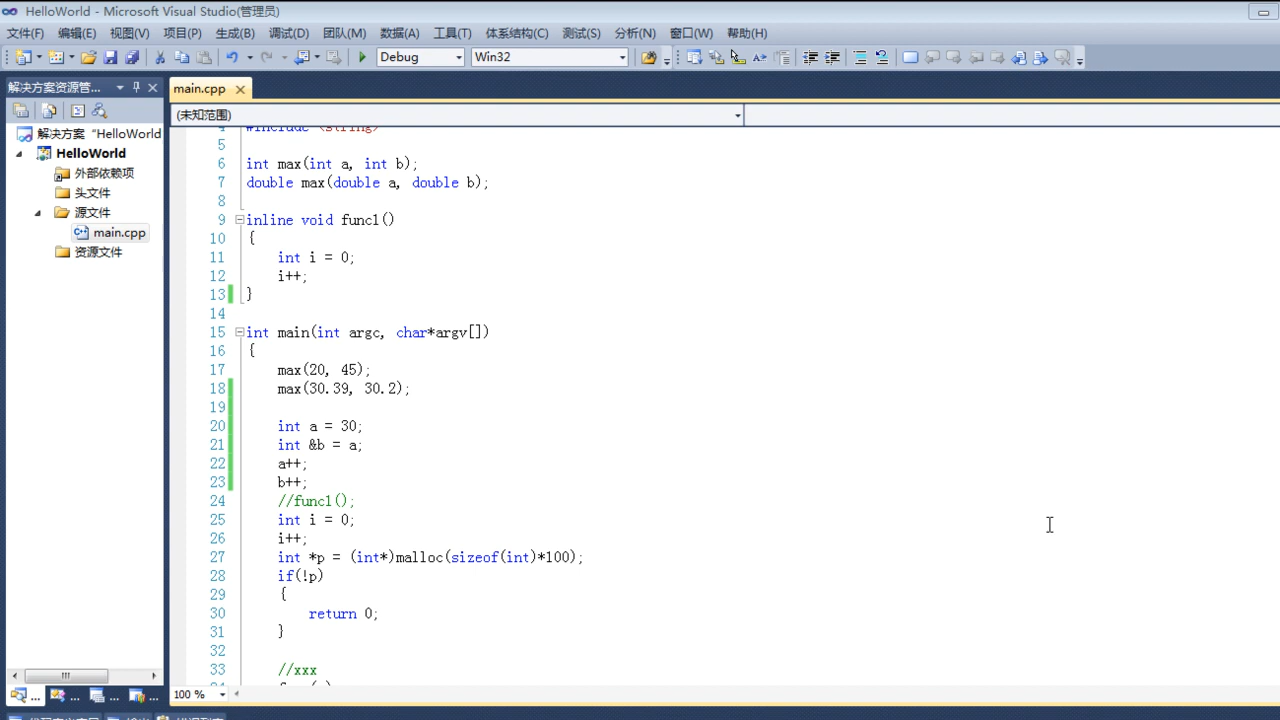 HelloWorld - Microsoft Visual Studio(管理员)
文件(F) 编辑(E) 视图(V) 项目(P) 生成(B) 调试(D) 团队(M) 数据(A) 工具(T) 体系结构(C) 测试(S) 分析(N) 窗口(W) 帮助(H)
Debug Win32
解决方案资源管...
解决方案 "HelloWorld
HelloWorld
外部依赖项
头文件
源文件
main.cpp
资源文件
main.cpp
(未知范围)
4 #include <string>
5
6 int max(int a, int b);
7 double max(double a, double b);
8
9 inline void func1()
10 {
11 int i = 0;
12 i++;
13 }
14
15 int main(int argc, char*argv[])
16 {
17 max(20, 45);
18 max(30.39, 30.2);
19
20 int a = 30;
21 int &b = a;
22 a++;
23 b++;
24 //func1();
25 int i = 0;
26 i++;
27 int *p = (int*)malloc(sizeof(int)*100);
28 if(!p)
29 {
30 return 0;
31 }
32
33 //xxx
100 %